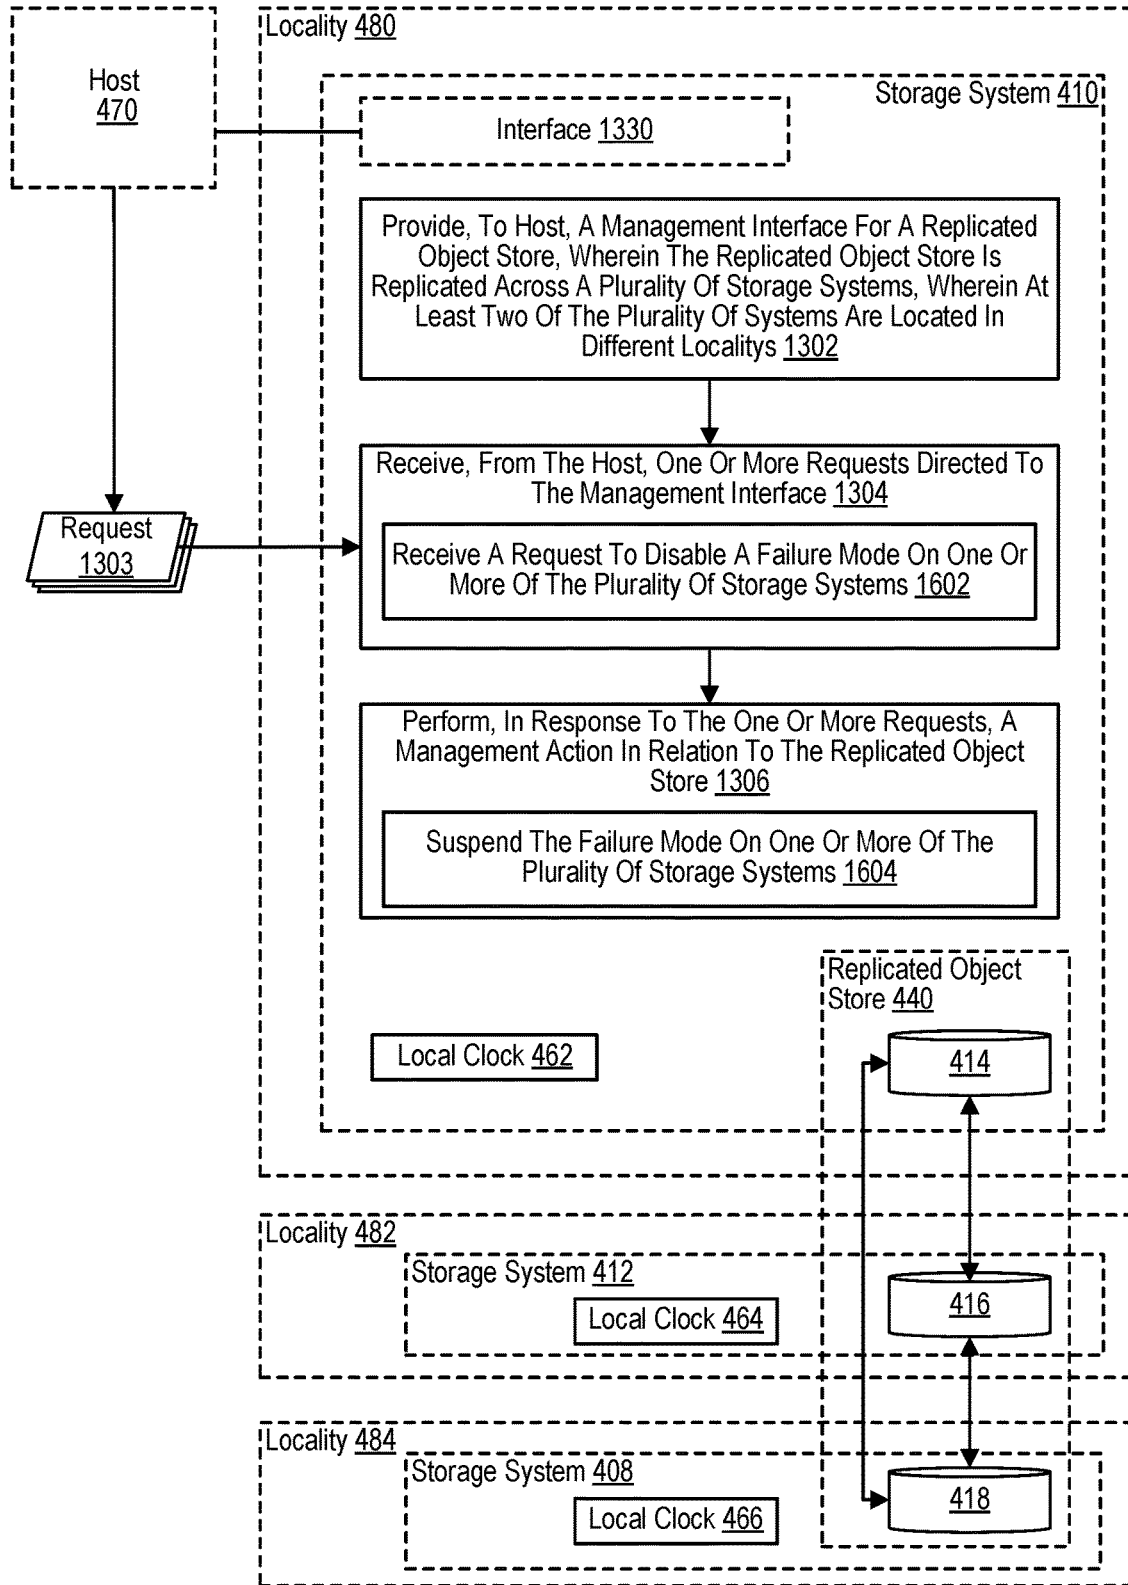 Locality 480
Host
470
Storage System 410
Interface 1330
Provide, To Host, A Management Interface For A Replicated
Object Store, Wherein The Replicated Object Store Is
Replicated Across A Plurality Of Storage Systems, Wherein At
Least Two Of The Plurality Of Systems Are Located In
Different Localitys 1302
Receive, From The Host, One Or More Requests Directed To
The Management Interface 1304
Request
1303
Receive A Request To Disable A Failure Mode On One Or
More Of The Plurality Of Storage Systems 1602
Perform, In Response To The One Or More Requests, A
Management Action In Relation To The Replicated Object
Store 1306
Suspend The Failure Mode On One Or More Of The
Plurality Of Storage Systems 1604
Replicated Object
Store 440
Local Clock 462
414
Locality 482
Storage System 412
Local Clock 464
416
Locality 484
Storage System 408
Local Clock 466
418